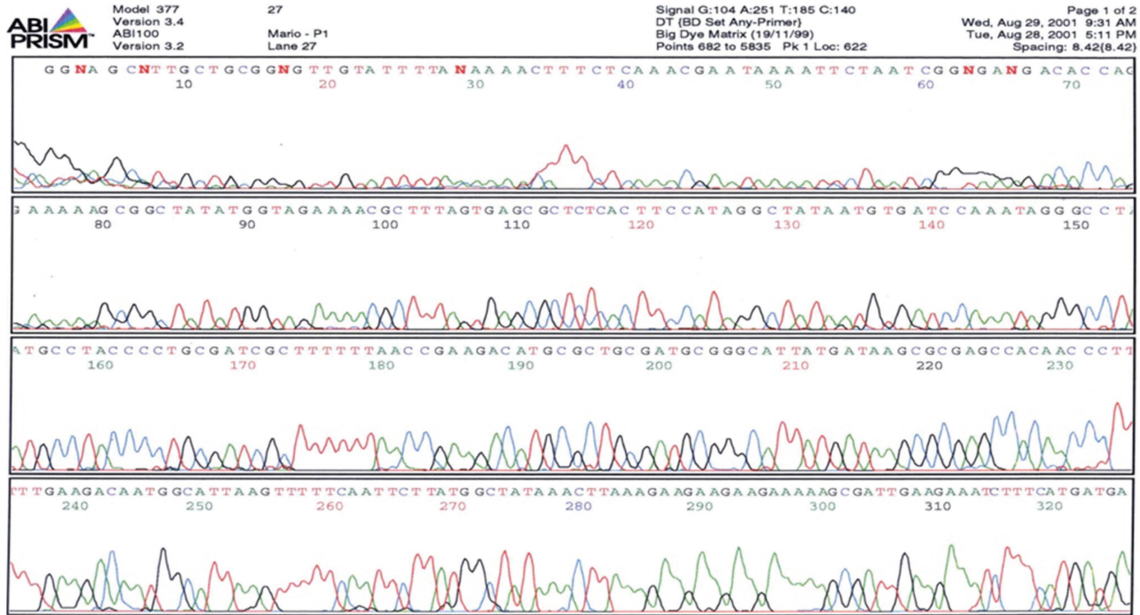 ABI PRISM
Model 377
Version 3.4
ABI100
Version 3.2
27
Mario - P1
Lane 27
Signal G:104 A:251 T:185 C:140
DT {BD Set Any-Primer}
Big Dye Matrix (19/11/99)
Points 682 to 5835 Pk 1 Loc: 622
Page 1 of 2
Wed, Aug 29, 2001 9:31 AM
Tue, Aug 28, 2001 5:11 PM
Spacing: 8.42{8.42}
GGNAGCNTTGCTGCGGNGTTGTATTTTANAAAACTTTCTCAAACGAATAAAATTCTAATCGGNGANGACACCAG
10 20 30 40 50 60 70
GAAAAAGCGGCTATATGGTAGAAAACGCTTTAGTGAGCGCTCTCACTTCCATAGGCTATAATGTGATCCAAATAGGGCCTA
80 90 100 110 120 130 140 150
ATGCCTACCCCTGCGATCGCTTTTTTTAACCGAAGACATGCGCTGCGATGCGGGCATTATGATAAGCGCGAGCCACAACCCTT
160 170 180 190 200 210 220 230
TTTGAAGACAATGGCATTAAGTTTTTCAATTCTTATGGCTATAAACTTAAAGAAGAAGAAGAAAAAGCGATTGAAGAAATCTTTCATGATGA
240 250 260 270 280 290 300 310 320